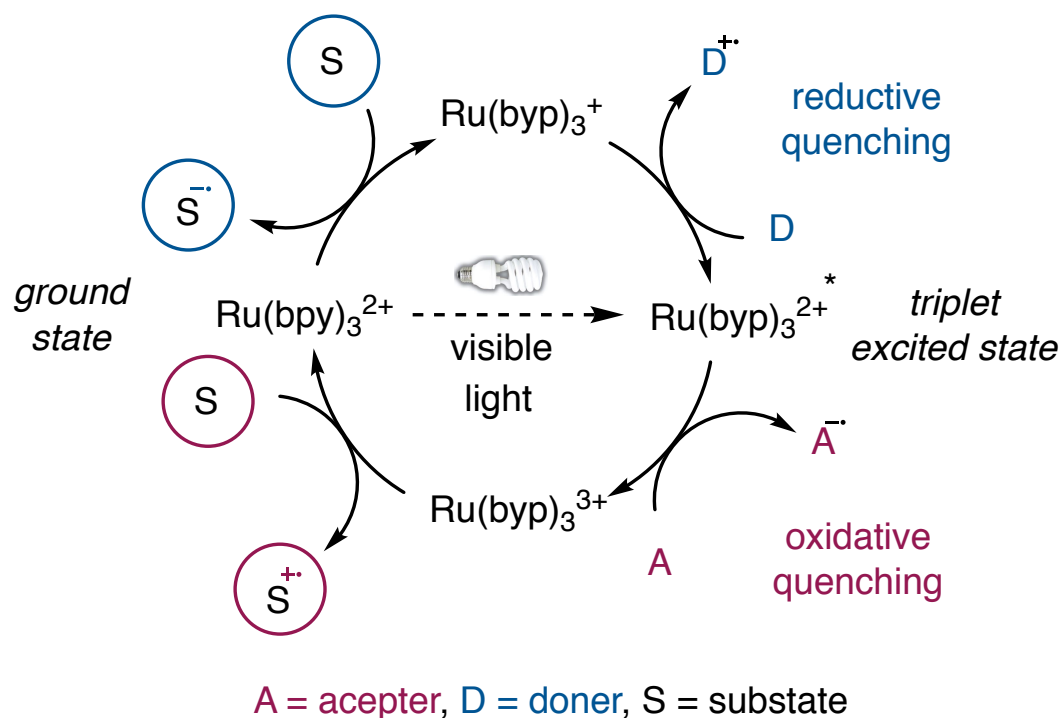 S
Ru(byp)₃⁺
D⁺•
reductive
quenching
S⁻•
D
ground
state
Ru(bpy)₃²⁺
visible
light
Ru(byp)₃²⁺*
triplet
excited state
S
A⁻•
Ru(byp)₃³⁺
A
oxidative
quenching
S⁺•
A = acepter, D = doner, S = substate